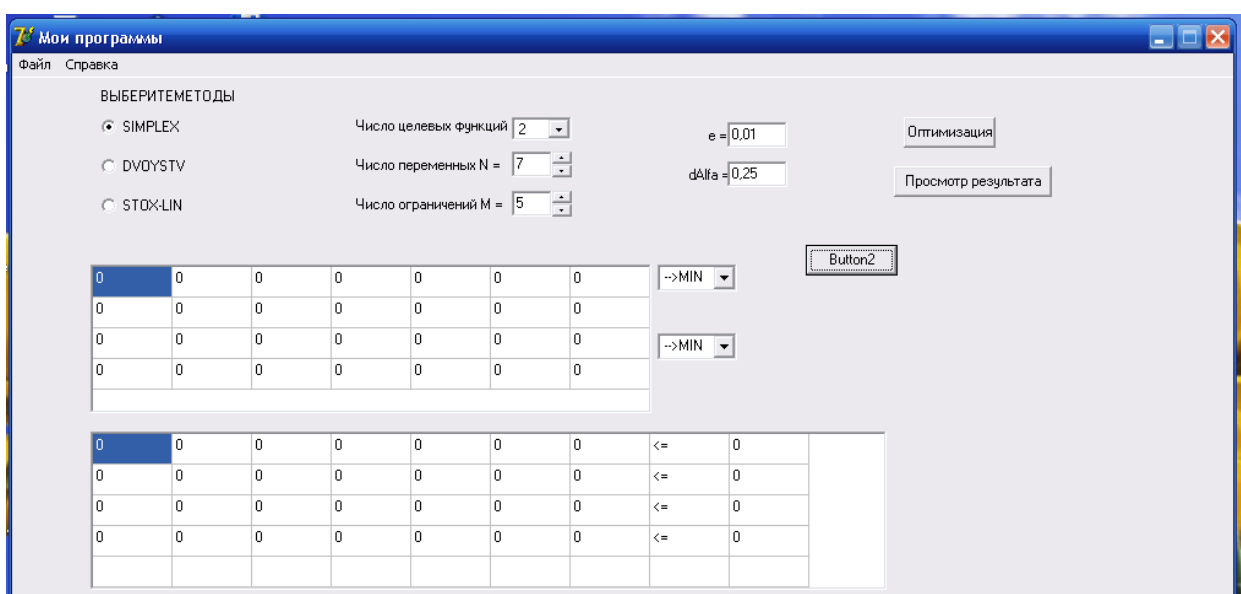 Мои программы
Файл Справка
ВЫБЕРИТЕМЕТОДЫ
SIMPLEX
DVOYSTV
STOX-LIN
Число целевых функций 2
Число переменных N = 7
Число ограничений M = 5
e = 0,01
dAlfa = 0,25
Оптимизация
Просмотр результата
Button2
0 0 0 0 0 0 0
0 0 0 0 0 0 0
0 0 0 0 0 0 0
0 0 0 0 0 0 0
-->MIN
-->MIN
0 0 0 0 0 0 0 <= 0
0 0 0 0 0 0 0 <= 0
0 0 0 0 0 0 0 <= 0
0 0 0 0 0 0 0 <= 0